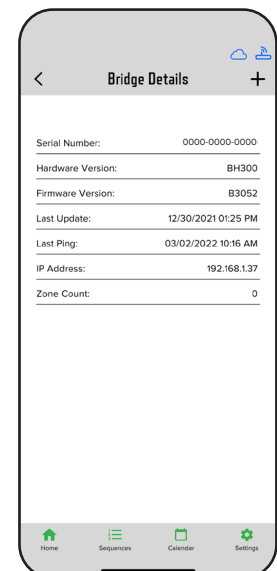 Bridge Details
Serial Number: 0000-0000-0000
Hardware Version: BH300
Firmware Version: B3052
Last Update: 12/30/2021 01:25 PM
Last Ping: 03/02/2022 10:16 AM
IP Address: 192.168.1.37
Zone Count: 0
Home Sequences Calendar Settings